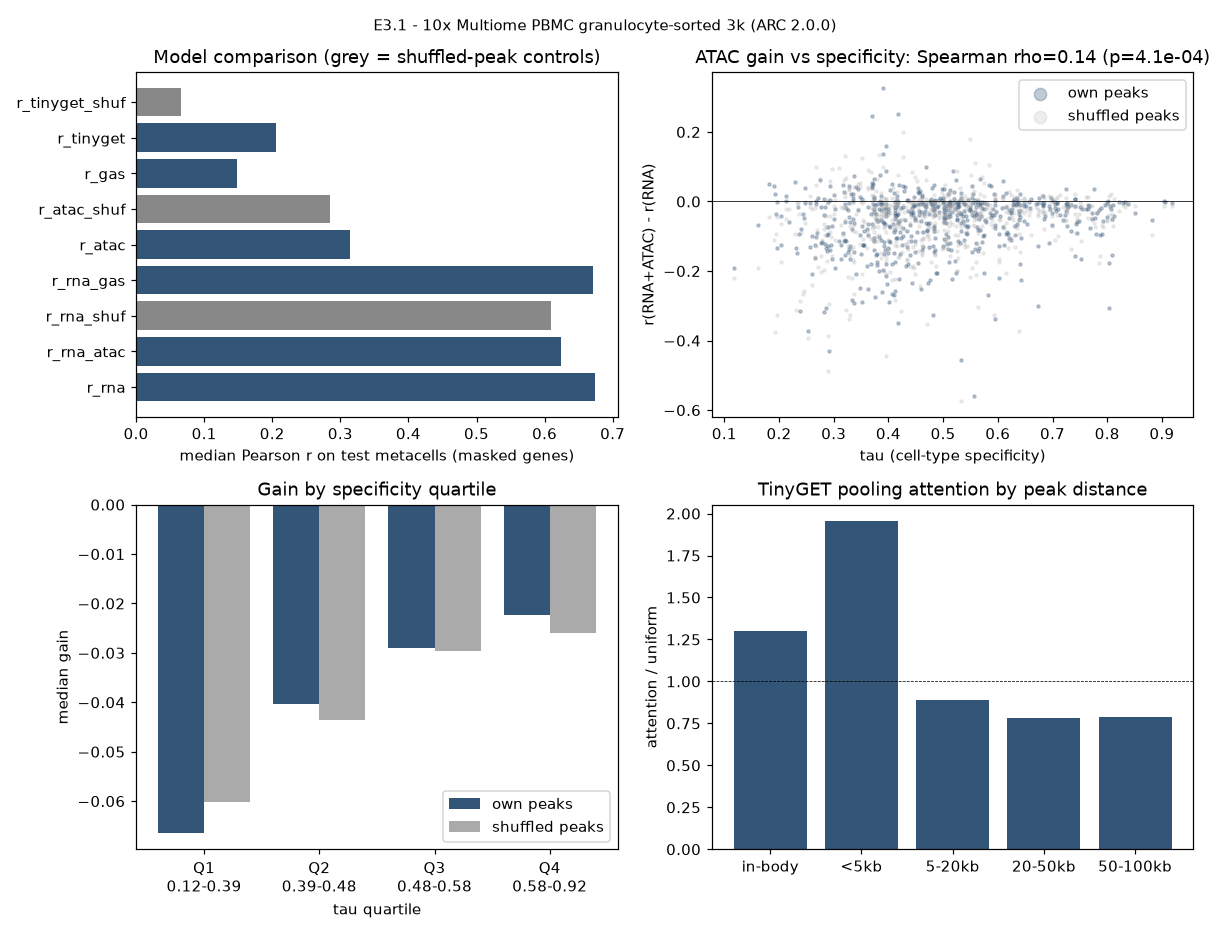 E3.1 - 10x Multiome PBMC granulocyte-sorted 3k (ARC 2.0.0)
Model comparison (grey = shuffled-peak controls)
r_tinyget_shuf
r_tinyget
r_gas
r_atac_shuf
r_atac
r_rna_gas
r_rna_shuf
r_rna_atac
r_rna
0.0 0.1 0.2 0.3 0.4 0.5 0.6 0.7
median Pearson r on test metacells (masked genes)
ATAC gain vs specificity: Spearman rho=0.14 (p=4.1e-04)
own peaks
shuffled peaks
r(RNA+ATAC) - r(RNA)
0.2
0.0
−0.2
−0.4
−0.6
0.1 0.2 0.3 0.4 0.5 0.6 0.7 0.8 0.9
tau (cell-type specificity)
Gain by specificity quartile
median gain
0.00
−0.01
−0.02
−0.03
−0.04
−0.05
−0.06
own peaks
shuffled peaks
Q1 Q2 Q3 Q4
0.12-0.39 0.39-0.48 0.48-0.58 0.58-0.92
tau quartile
TinyGET pooling attention by peak distance
attention / uniform
2.00
1.75
1.50
1.25
1.00
0.75
0.50
0.25
0.00
in-body <5kb 5-20kb 20-50kb 50-100kb